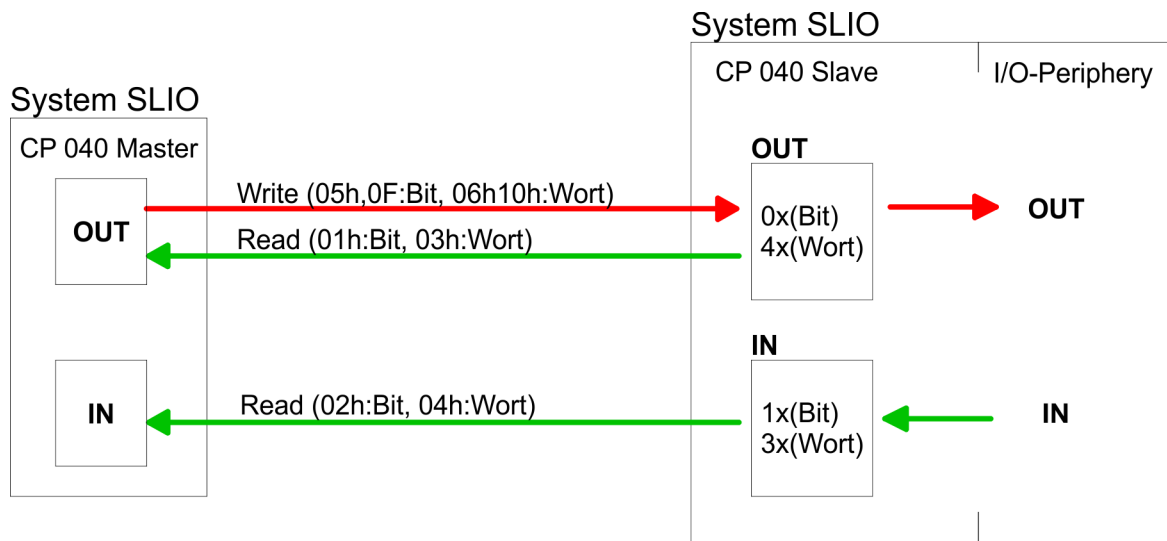 System SLIO
CP 040 Slave
I/O-Periphery
System SLIO
CP 040 Master
OUT
Write (05h,0F:Bit, 06h10h:Wort)
0x(Bit)
OUT
OUT
Read (01h:Bit, 03h:Wort)
4x(Wort)
IN
Read (02h:Bit, 04h:Wort)
1x(Bit)
IN
IN
3x(Wort)